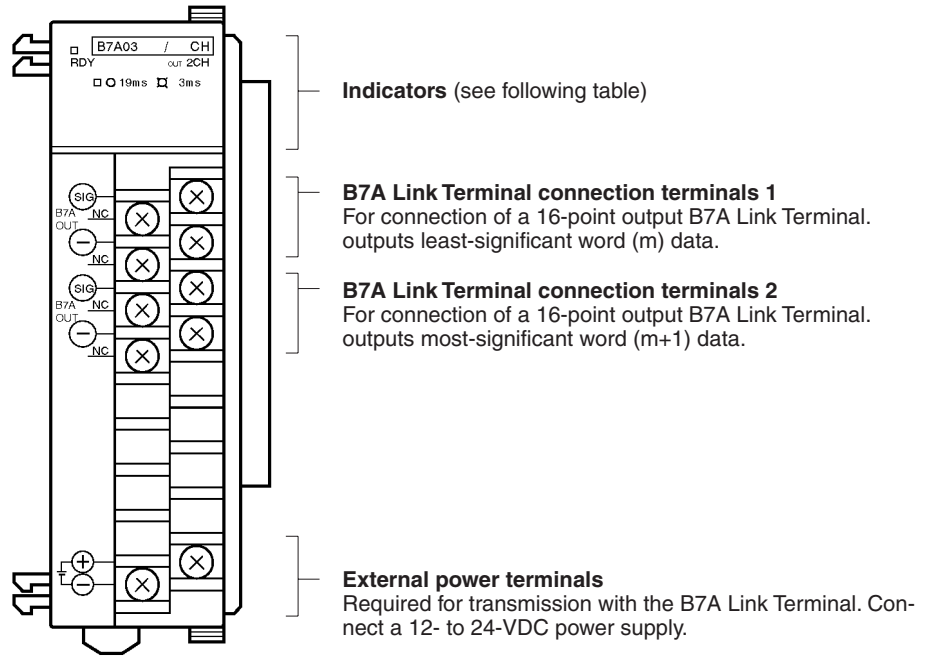 B7A03 / CH
RDY OUT 2CH
19ms 3ms
Indicators (see following table)
SIG
B7A
OUT
NC
NC
B7A Link Terminal connection terminals 1
For connection of a 16-point output B7A Link Terminal.
outputs least-significant word (m) data.
SIG
B7A
OUT
NC
NC
B7A Link Terminal connection terminals 2
For connection of a 16-point output B7A Link Terminal.
outputs most-significant word (m+1) data.
External power terminals
Required for transmission with the B7A Link Terminal. Con-
nect a 12- to 24-VDC power supply.